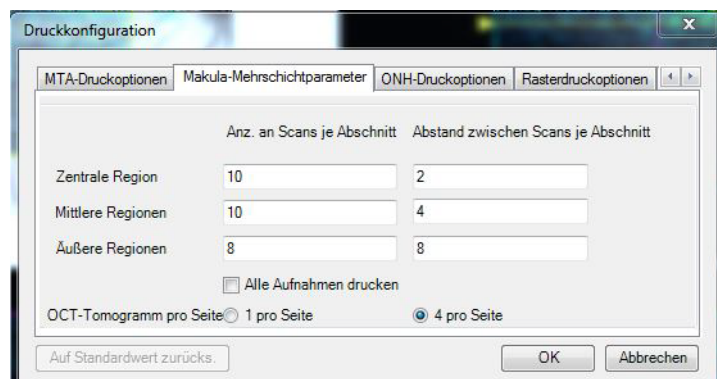 Druckkonfiguration
x
MTA-Druckoptionen Makula-Mehrschichtparameter ONH-Druckoptionen Rasterdruckoptionen
Anz. an Scans je Abschnitt Abstand zwischen Scans je Abschnitt
Zentrale Region 10 2
Mittlere Regionen 10 4
Äußere Regionen 8 8
Alle Aufnahmen drucken
OCT-Tomogramm pro Seite 1 pro Seite 4 pro Seite
Auf Standardwert zurücks. OK Abbrechen